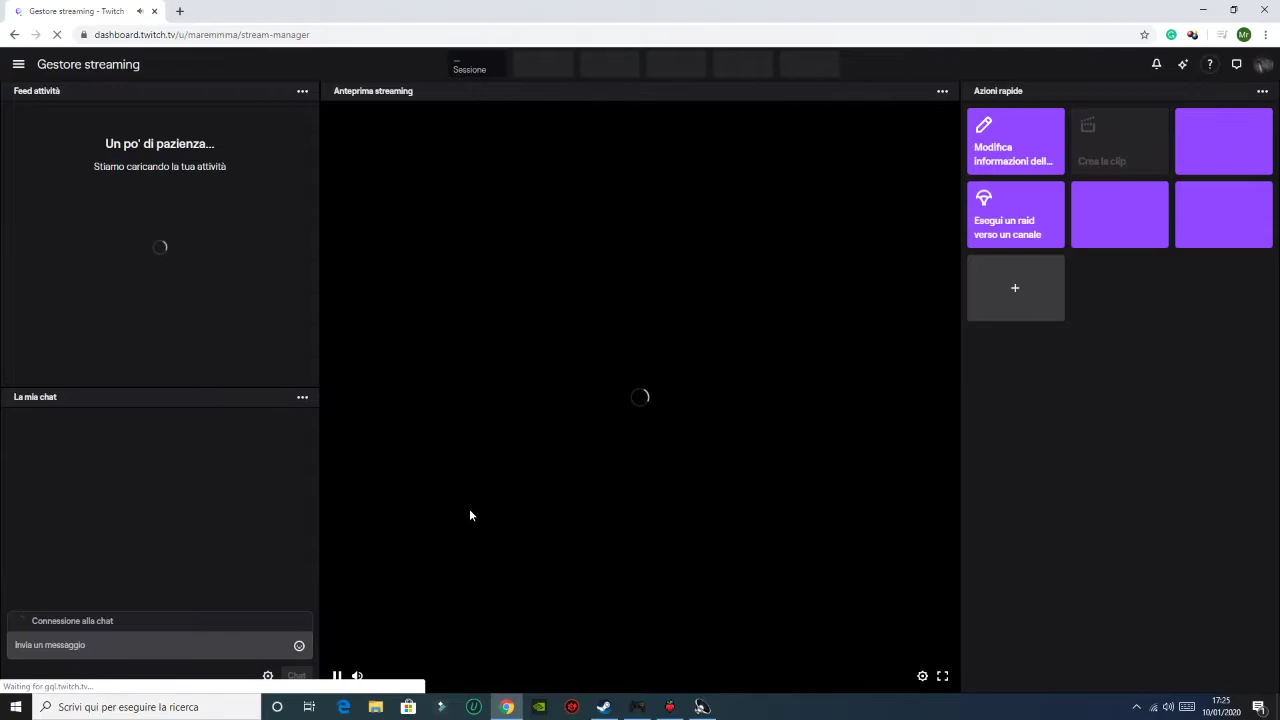 Gestore streaming - Twitch
dashboard.twitch.tv/u/maremmma/stream-manager
Mr
Gestore streaming
Sessione
Feed attività
Anteprima streaming
Azioni rapide
Un po' di pazienza...
Stiamo caricando la tua attività
Modifica
informazioni dell...
Crea la clip
Esegui un raid
verso un canale
La mia chat
Connessione alla chat
Invia un messaggio
Chat
Waiting for gql.twitch.tv...
Scrivi qui per eseguire la ricerca
17:25
10/01/2020